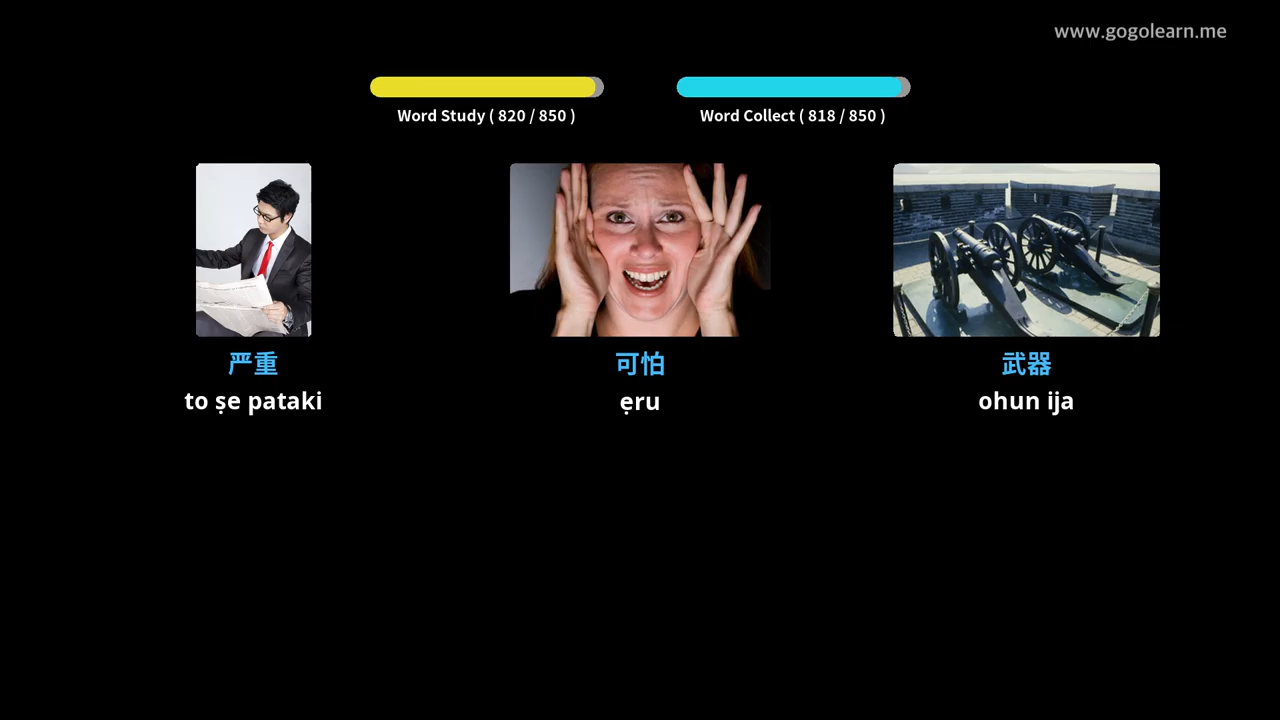 www.gogolearn.me
Word Study ( 820 / 850 )
Word Collect ( 818 / 850 )
严重
可怕
武器
to ṣe pataki
ẹru
ohun ija